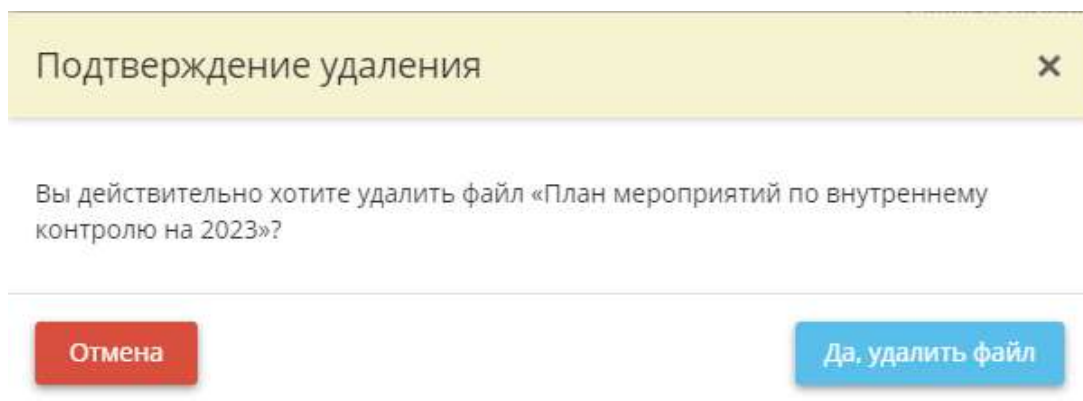 Подтверждение удаления ×
Вы действительно хотите удалить файл «План мероприятий по внутреннему
контролю на 2023»?
Отмена
Да, удалить файл